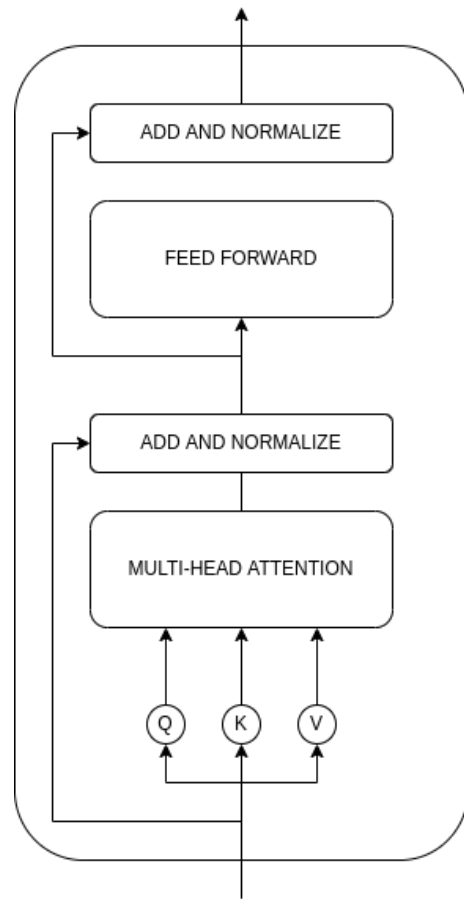 ADD AND NORMALIZE
FEED FORWARD
ADD AND NORMALIZE
MULTI-HEAD ATTENTION
Q K V